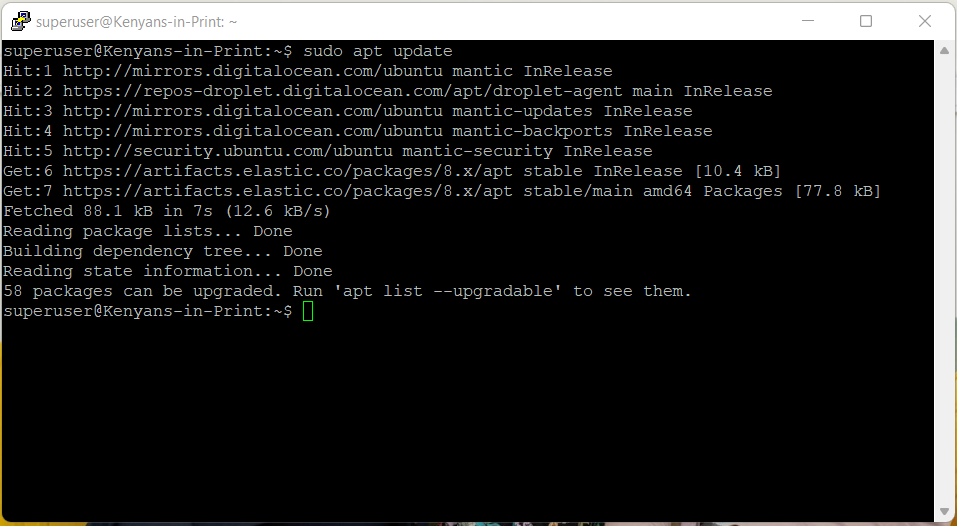 superuser@Kenyans-in-Print: ~
superuser@Kenyans-in-Print:~$ sudo apt update
Hit:1 http://mirrors.digitalocean.com/ubuntu mantic InRelease
Hit:2 https://repos-droplet.digitalocean.com/apt/droplet-agent main InRelease
Hit:3 http://mirrors.digitalocean.com/ubuntu mantic-updates InRelease
Hit:4 http://mirrors.digitalocean.com/ubuntu mantic-backports InRelease
Hit:5 http://security.ubuntu.com/ubuntu mantic-security InRelease
Get:6 https://artifacts.elastic.co/packages/8.x/apt stable InRelease [10.4 kB]
Get:7 https://artifacts.elastic.co/packages/8.x/apt stable/main amd64 Packages [77.8 kB]
Fetched 88.1 kB in 7s (12.6 kB/s)
Reading package lists... Done
Building dependency tree... Done
Reading state information... Done
58 packages can be upgraded. Run 'apt list --upgradable' to see them.
superuser@Kenyans-in-Print:~$